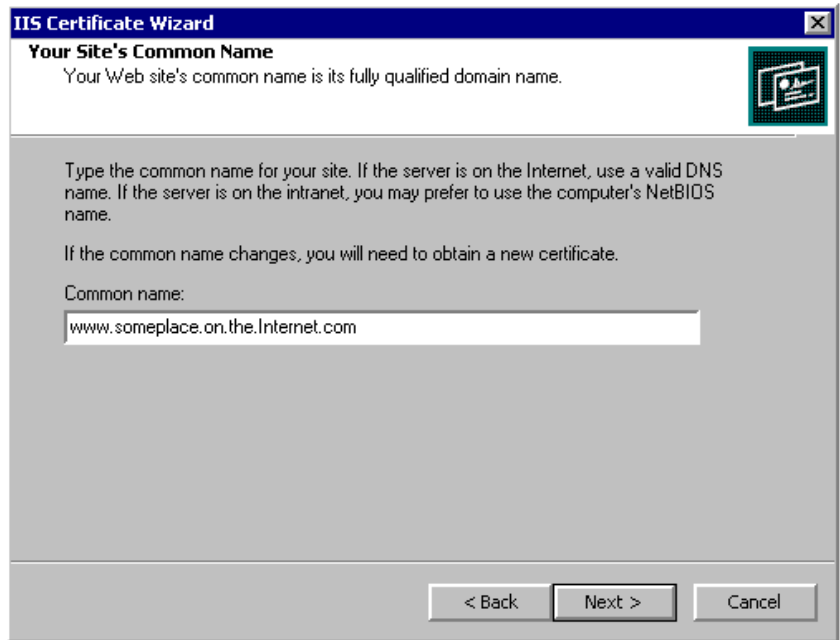 IIS Certificate Wizard
Your Site's Common Name
Your Web site's common name is its fully qualified domain name.
Type the common name for your site. If the server is on the Internet, use a valid DNS
name. If the server is on the intranet, you may prefer to use the computer's NetBIOS
name.
If the common name changes, you will need to obtain a new certificate.
Common name:
www.someplace.on.the.Internet.com
< Back Next > Cancel